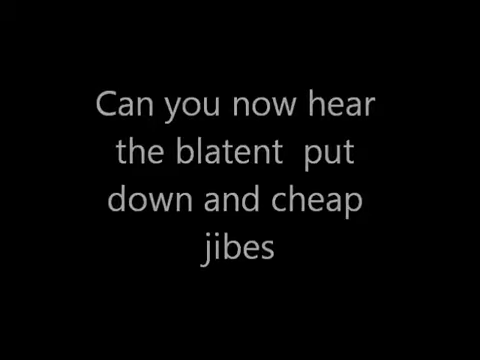 Can you now hear
the blatent  put
down and cheap
jibes